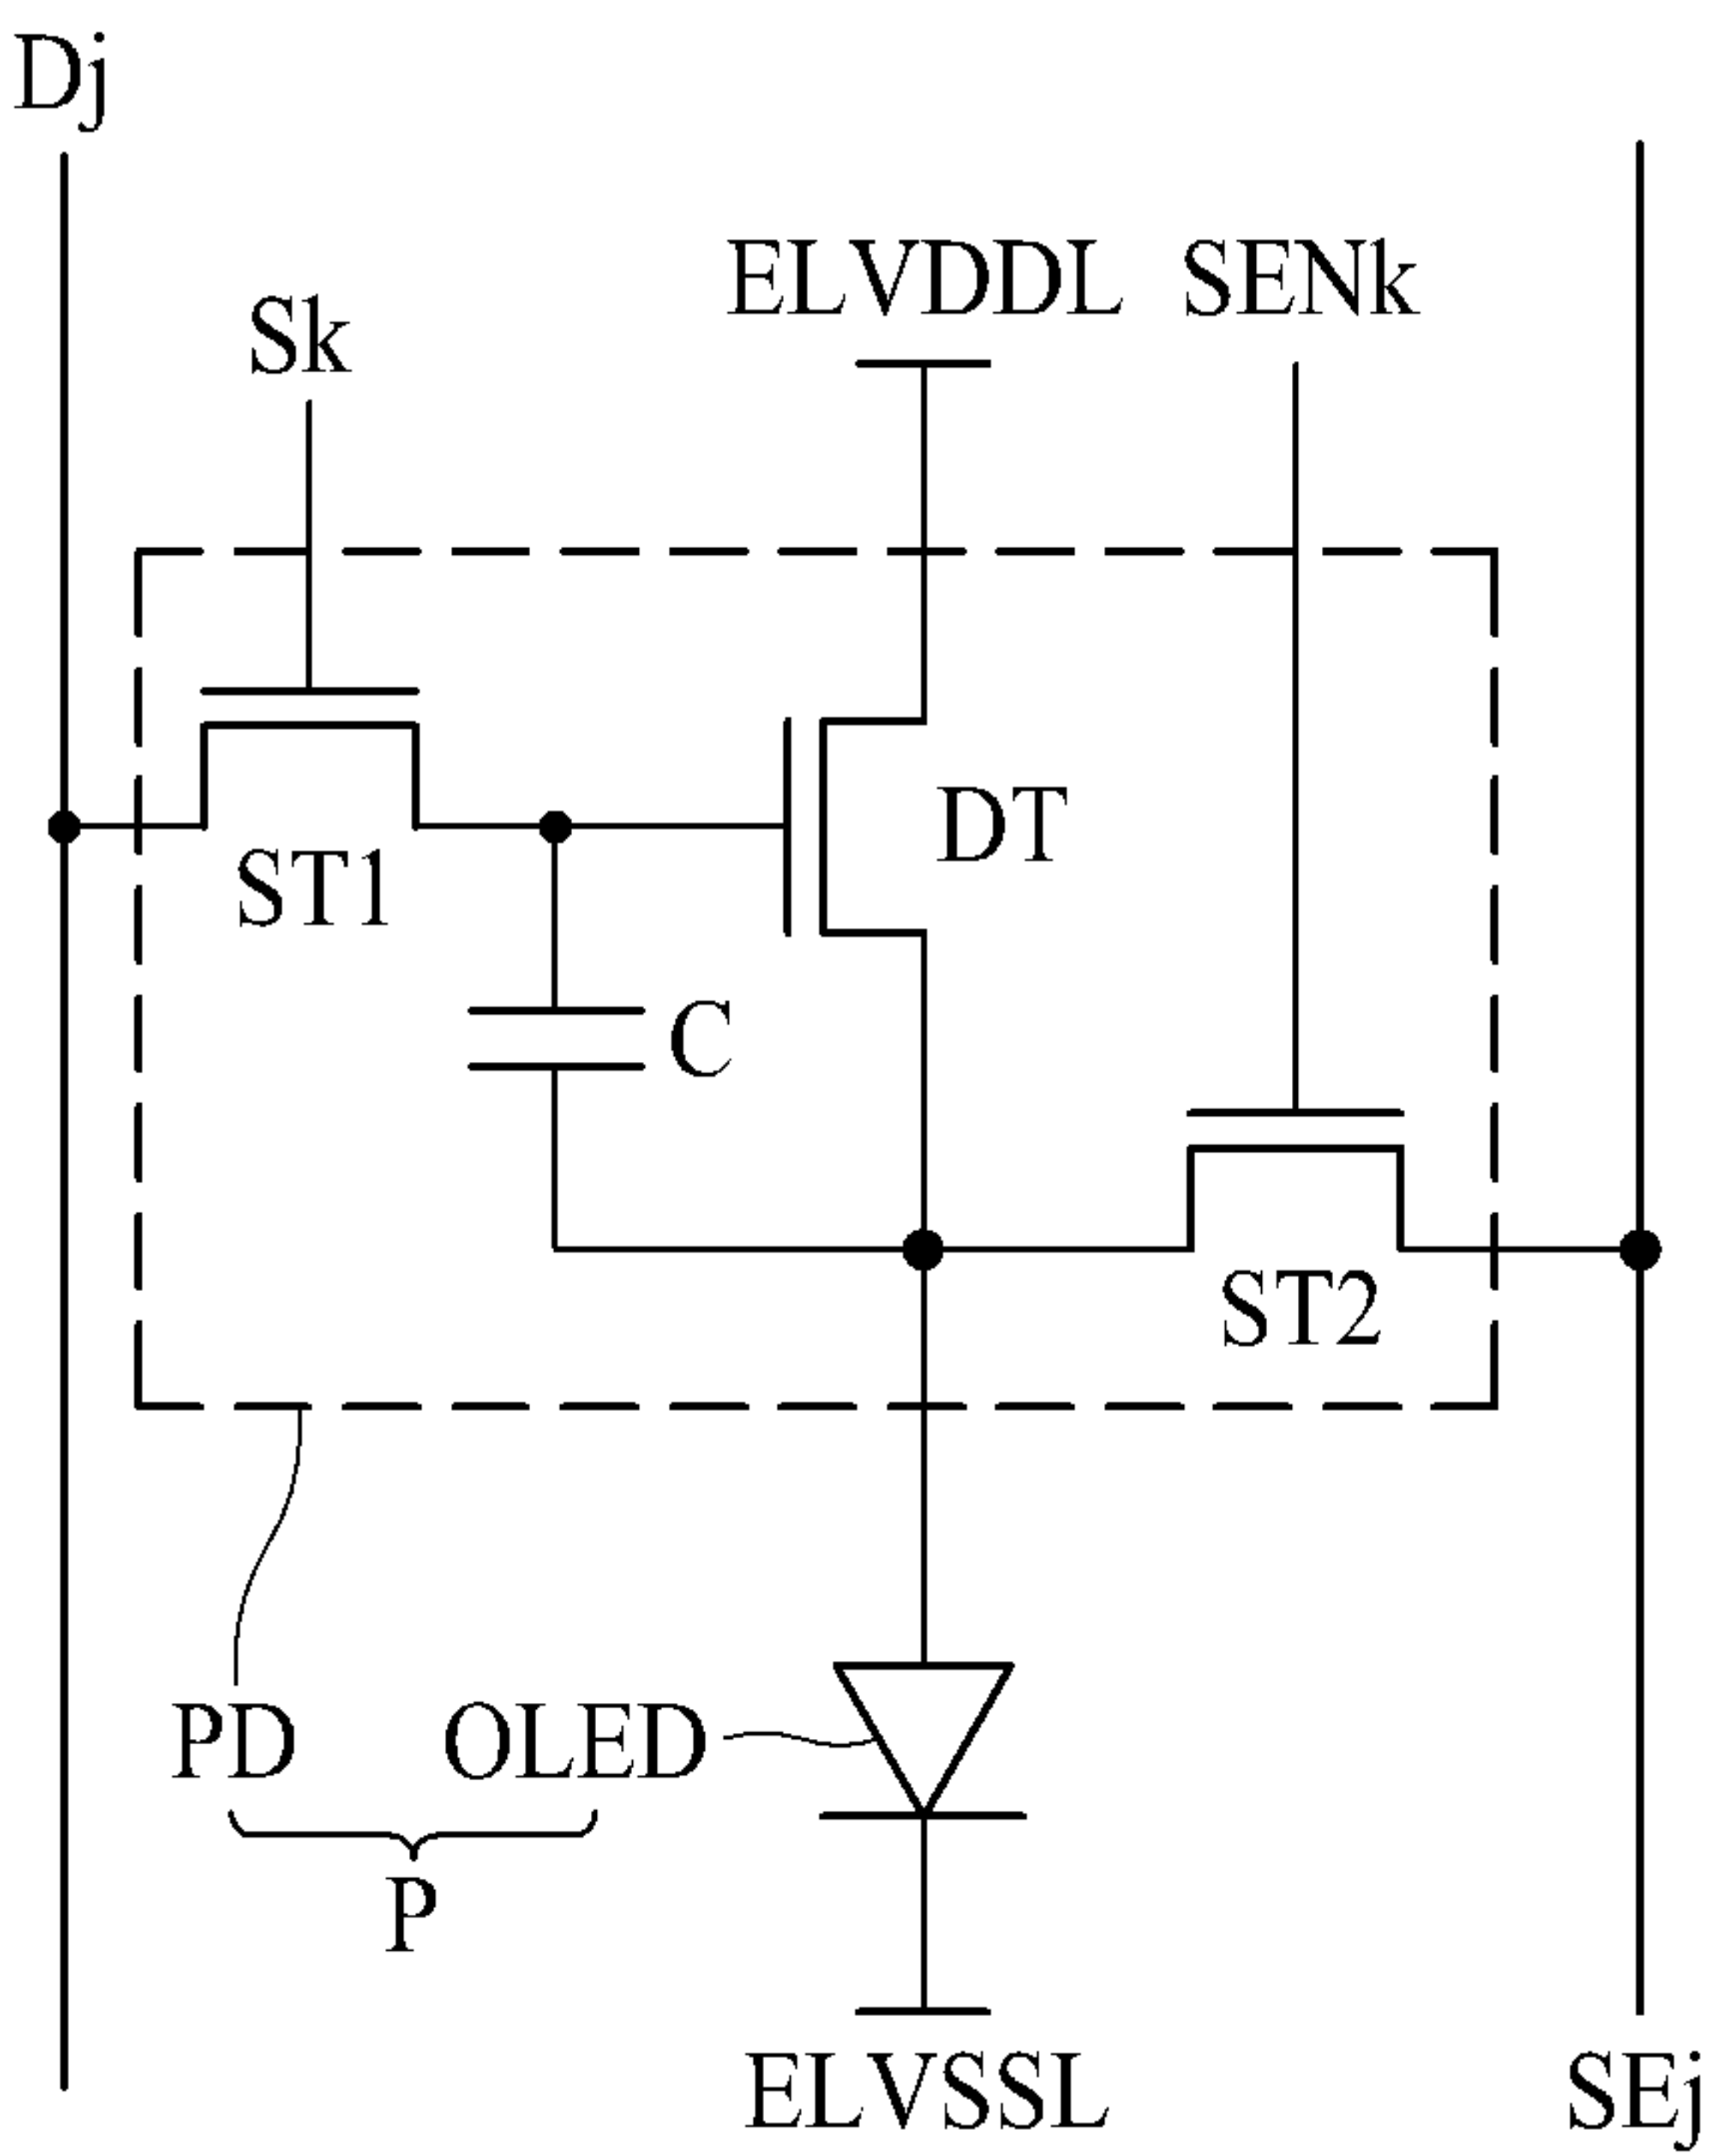 Dj
ELVDDL SENk
Sk
DT
ST1
C
ST2
PD OLED
P
ELVSSL SEj